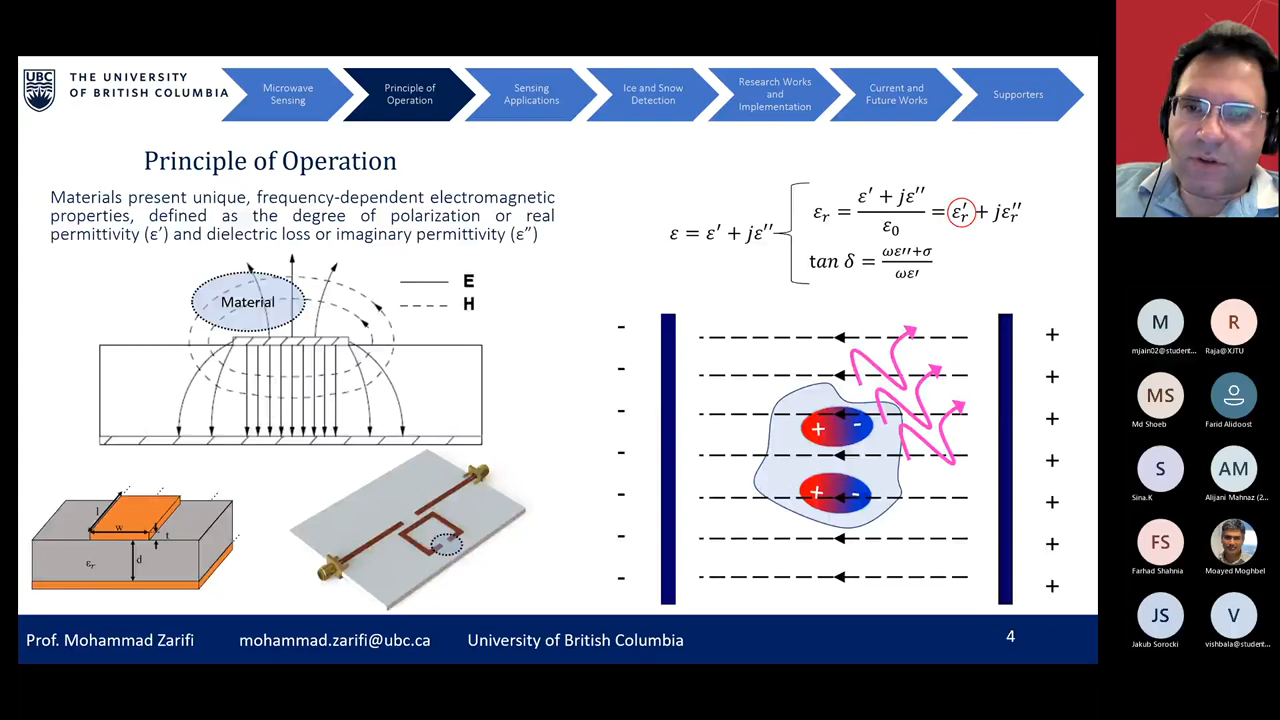 UBC
THE UNIVERSITY
OF BRITISH COLUMBIA
Microwave
Sensing
Principle of
Operation
Sensing
Applications
Ice and Snow
Detection
Research Works
and
Implementation
Current and
Future Works
Supporters
Principle of Operation
Materials present unique, frequency-dependent electromagnetic
properties, defined as the degree of polarization or real
permittivity (ε′) and dielectric loss or imaginary permittivity (ε″)
ε = ε′ + jε′′
εr = (ε′ + jε′′)/ε0 = ε′r + jε′′r
tan δ = (ωε′′+σ)/ωε′
Material
E
H
l
w
t
d
εr
- +
- +
- +
- +
- +
- +
- +
+ -
+ -
Prof. Mohammad Zarifi mohammad.zarifi@ubc.ca University of British Columbia 4
M R
mjain02@student... Raja@XJTU
MS
Md Shoeb Farid Alidoost
S AM
Sina.K Alijani Mahnaz (2...
FS
Farhad Shahnia Moayed Moghbel
JS V
Jakub Sorocki vishbala@student...